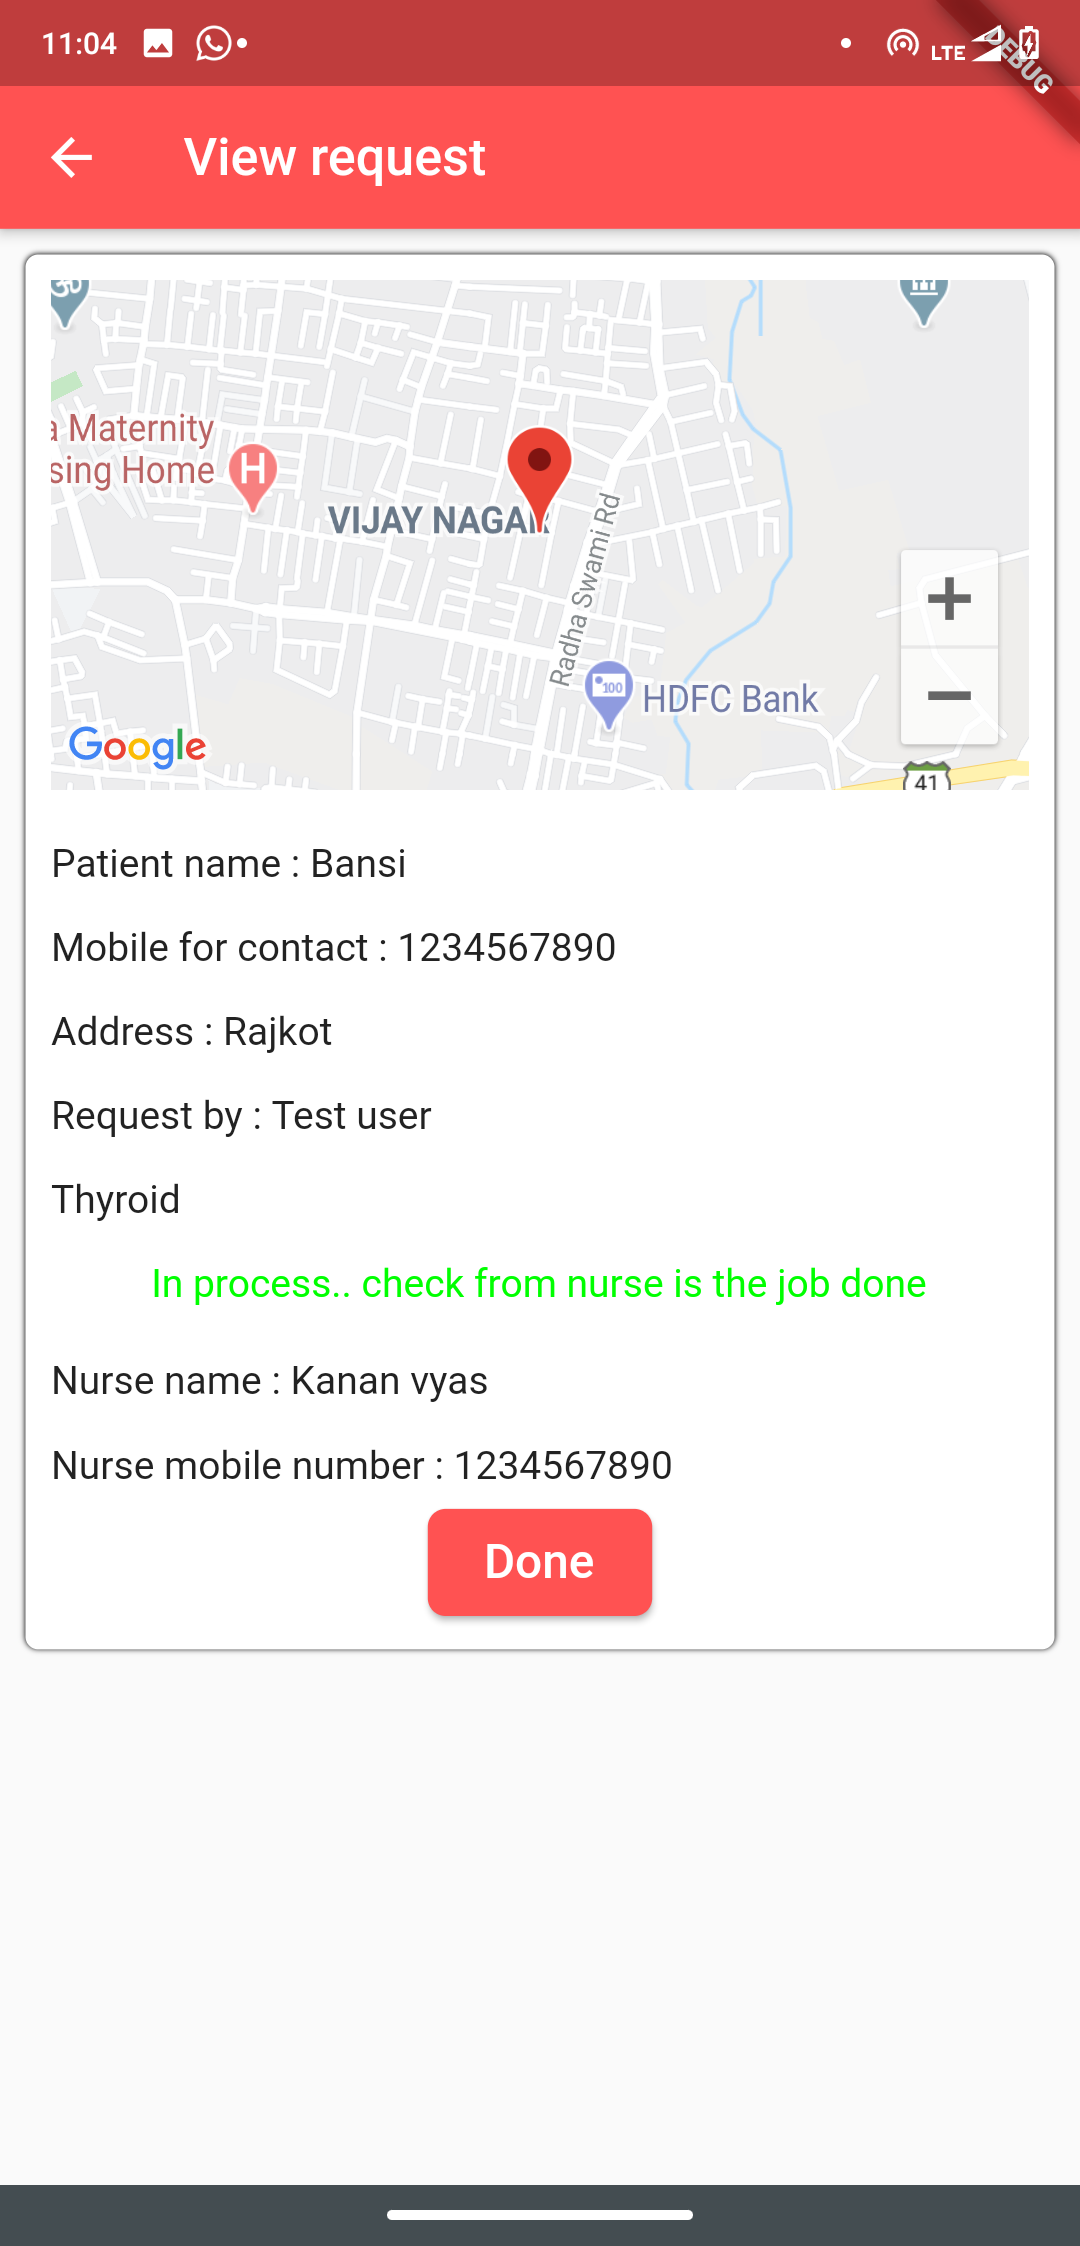 11:04
LTE
DEBUG
View request
a Maternity
sing Home
H
VIJAY NAGAR
Radha Swami Rd
100
HDFC Bank
+
−
Google
41
Patient name : Bansi
Mobile for contact : 1234567890
Address : Rajkot
Request by : Test user
Thyroid
In process.. check from nurse is the job done
Nurse name : Kanan vyas
Nurse mobile number : 1234567890
Done